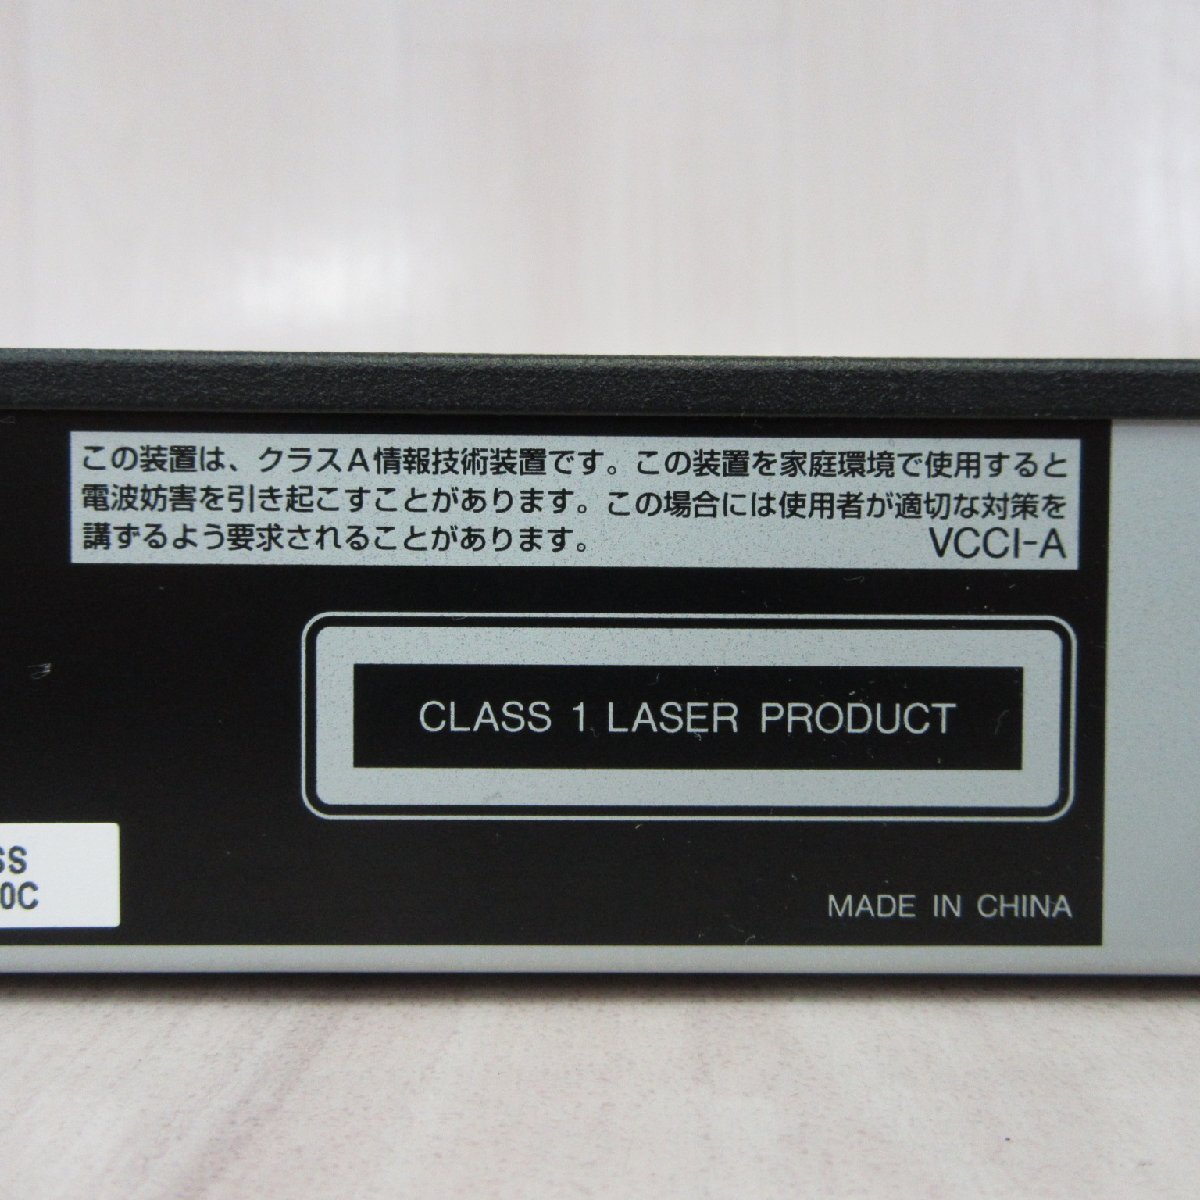 この装置は、クラスA情報技術装置です。この装置を家庭環境で使用すると
電波妨害を引き起こすことがあります。この場合には使用者が適切な対策を
講ずるよう要求されることがあります。 VCCI-A
CLASS 1 LASER PRODUCT
SS
0C
MADE IN CHINA